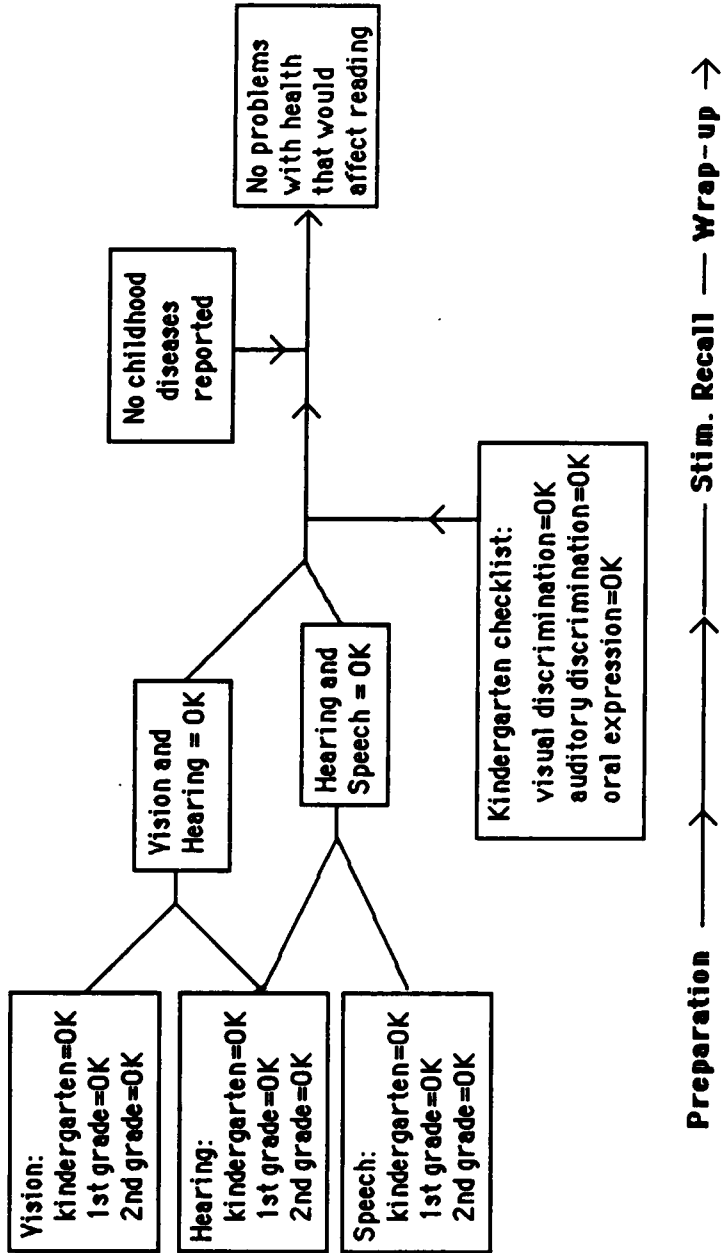 Vision:
kindergarten=OK
1st grade=OK
2nd grade=OK
Hearing:
kindergarten=OK
1st grade=OK
2nd grade=OK
Speech:
kindergarten=OK
1st grade=OK
2nd grade=OK
Vision and
Hearing = OK
Hearing and
Speech = OK
Kindergarten checklist:
visual discrimination=OK
auditory discrimination=OK
oral expression=OK
No childhood
diseases
reported
No problems
with health
that would
affect reading
Preparation Stim. Recall Wrap-up